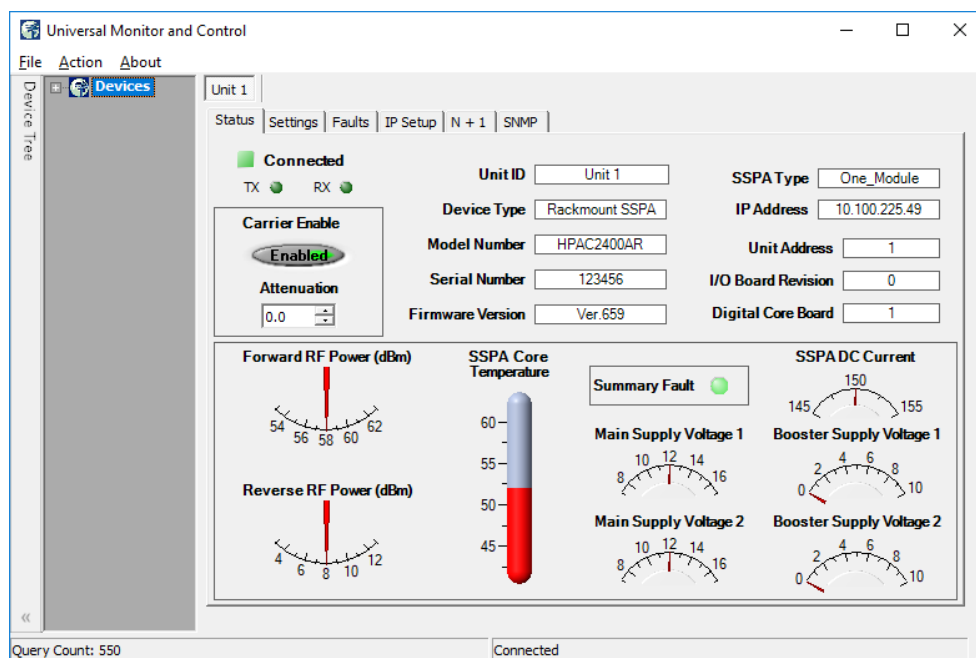 Universal Monitor and Control
File Action About
Device Tree
Devices
Unit 1
Status Settings Faults IP Setup N + 1 SNMP
Connected
TX RX
Carrier Enable
Enabled
Attenuation
0.0
Unit ID Unit 1
Device Type Rackmount SSPA
Model Number HPAC2400AR
Serial Number 123456
Firmware Version Ver.659
SSPA Type One_Module
IP Address 10.100.225.49
Unit Address 1
I/O Board Revision 0
Digital Core Board 1
Forward RF Power (dBm)
54 56 58 60 62
Reverse RF Power (dBm)
4 6 8 10 12
SSPA Core
Temperature
60
55
50
45
Summary Fault
SSPA DC Current
145 150 155
Main Supply Voltage 1
8 10 12 14 16
Booster Supply Voltage 1
0 2 4 6 8 10
Main Supply Voltage 2
8 10 12 14 16
Booster Supply Voltage 2
0 2 4 6 8 10
«
Query Count: 550
Connected